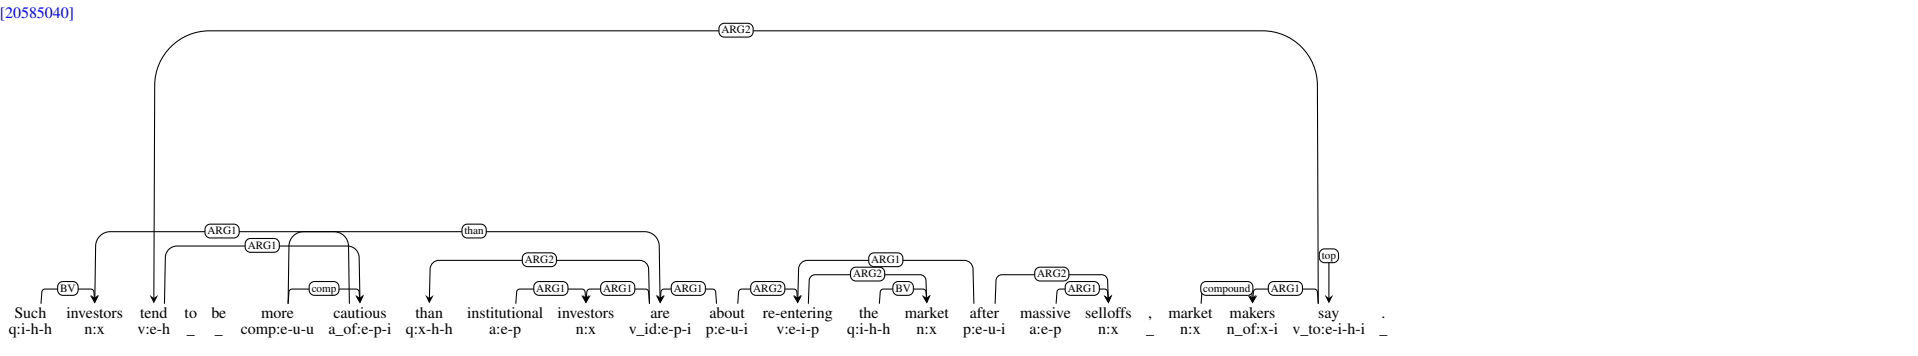 [20585040]
ARG2
ARG1 than
ARG1 top
ARG2 ARG1
ARG2 ARG2
BV comp ARG1 ARG1 ARG1 ARG2 BV ARG1 compound ARG1
Such investors tend to be more cautious than institutional investors are about re-entering the market after massive selloffs , market makers say .
q:i-h-h n:x v:e-h _ _ comp:e-u-u a_of:e-p-i q:x-h-h a:e-p n:x v_id:e-p-i p:e-u-i v:e-i-p q:i-h-h n:x p:e-u-i a:e-p n:x _ n:x n_of:x-i v_to:e-i-h-i _